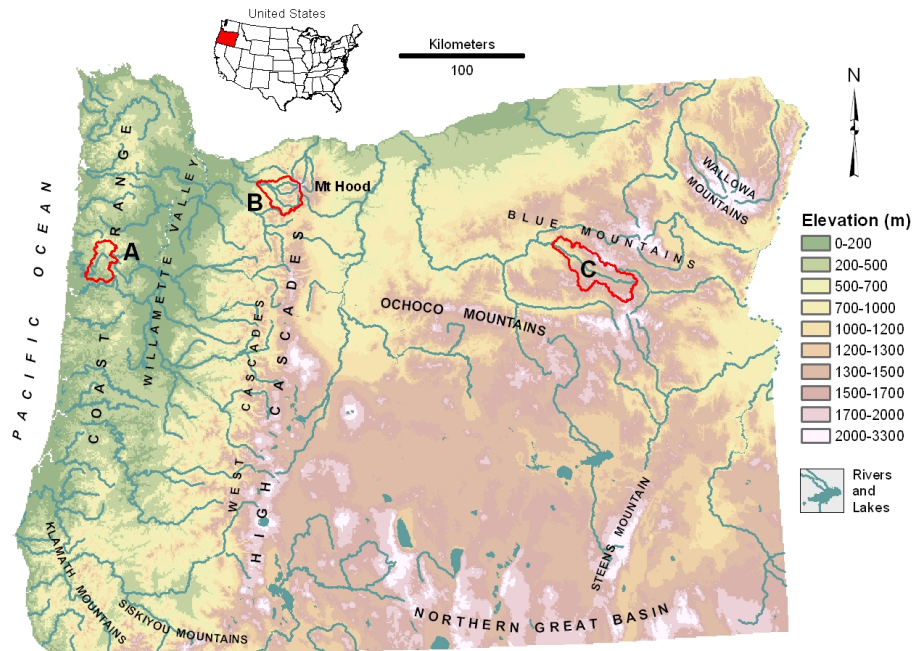 United States
Kilometers
100
N
PACIFIC OCEAN
COAST RANGE
A
WILLAMETTE VALLEY
B
Mt Hood
WEST CASCADES
HIGH CASCADES
BLUE MOUNTAINS
C
OCHOCO MOUNTAINS
WALLOWA
MOUNTAINS
STEENS MOUNTAIN
KLAMATH MOUNTAINS
SISKIYOU MOUNTAINS
NORTHERN GREAT BASIN
Elevation (m)
0-200
200-500
500-700
700-1000
1000-1200
1200-1300
1300-1500
1500-1700
1700-2000
2000-3300
Rivers
and
Lakes